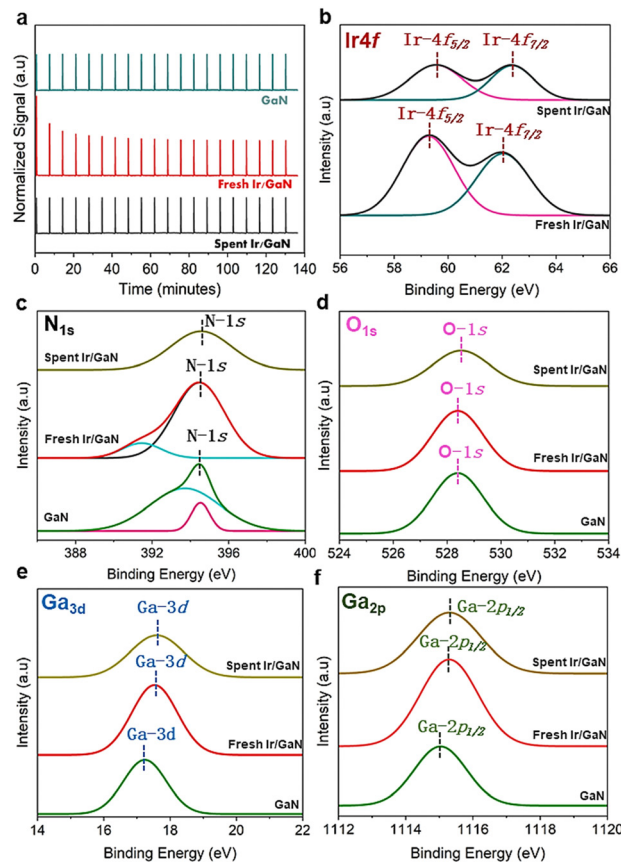 a
Normalized Signal (a.u)
GaN
Fresh Ir/GaN
Spent Ir/GaN
0 20 40 60 80 100 120 140
Time (minutes)
b
Ir4f
Ir-4f5/2 Ir-4f7/2
Spent Ir/GaN
Ir-4f5/2 Ir-4f7/2
Fresh Ir/GaN
Intensity (a.u)
56 58 60 62 64 66
Binding Energy (eV)
c
N1s
N-1s
Spent Ir/GaN
N-1s
Fresh Ir/GaN
N-1s
GaN
Intensity (a.u)
388 392 396 400
Binding Energy (eV)
d
O1s
O-1s
Spent Ir/GaN
O-1s
Fresh Ir/GaN
O-1s
GaN
Intensity (a.u)
524 526 528 530 532 534
Binding Energy (eV)
e
Ga3d
Ga-3d
Spent Ir/GaN
Ga-3d
Fresh Ir/GaN
Ga-3d
GaN
Intensity (a.u)
14 16 18 20 22
Binding Energy (eV)
f
Ga2p
Ga-2p1/2
Spent Ir/GaN
Ga-2p1/2
Fresh Ir/GaN
Ga-2p1/2
GaN
Intensity (a.u)
1112 1114 1116 1118 1120
Binding Energy (eV)